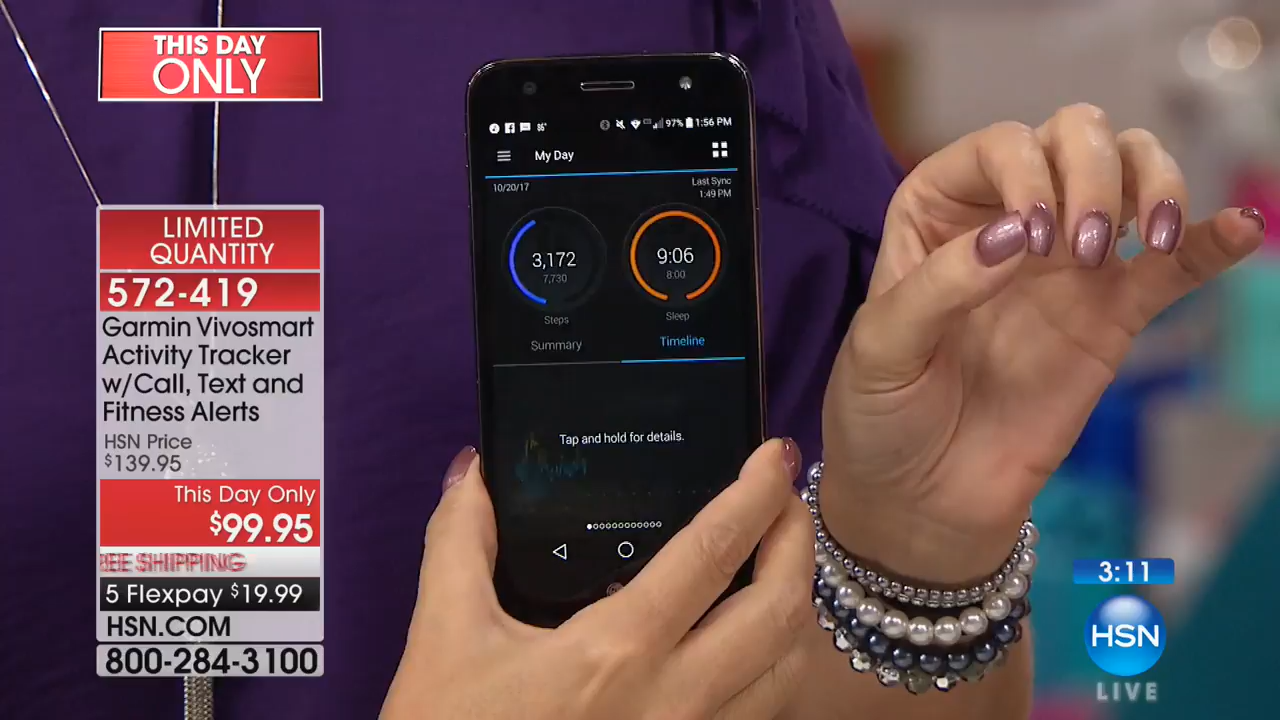 THIS DAY
ONLY
LIMITED
QUANTITY
572-419
Garmin Vivosmart
Activity Tracker
w/Call, Text and
Fitness Alerts
HSN Price
$139.95
This Day Only
$99.95
EE SHIPPING
5 Flexpay $19.99
HSN.COM
800-284-3100
86°
97% 1:56 PM
My Day
10/20/17
Last Sync
1:49 PM
3,172
7,730
Steps
9:06
8:00
Sleep
Summary
Timeline
Tap and hold for details.
3:11
HSN
LIVE